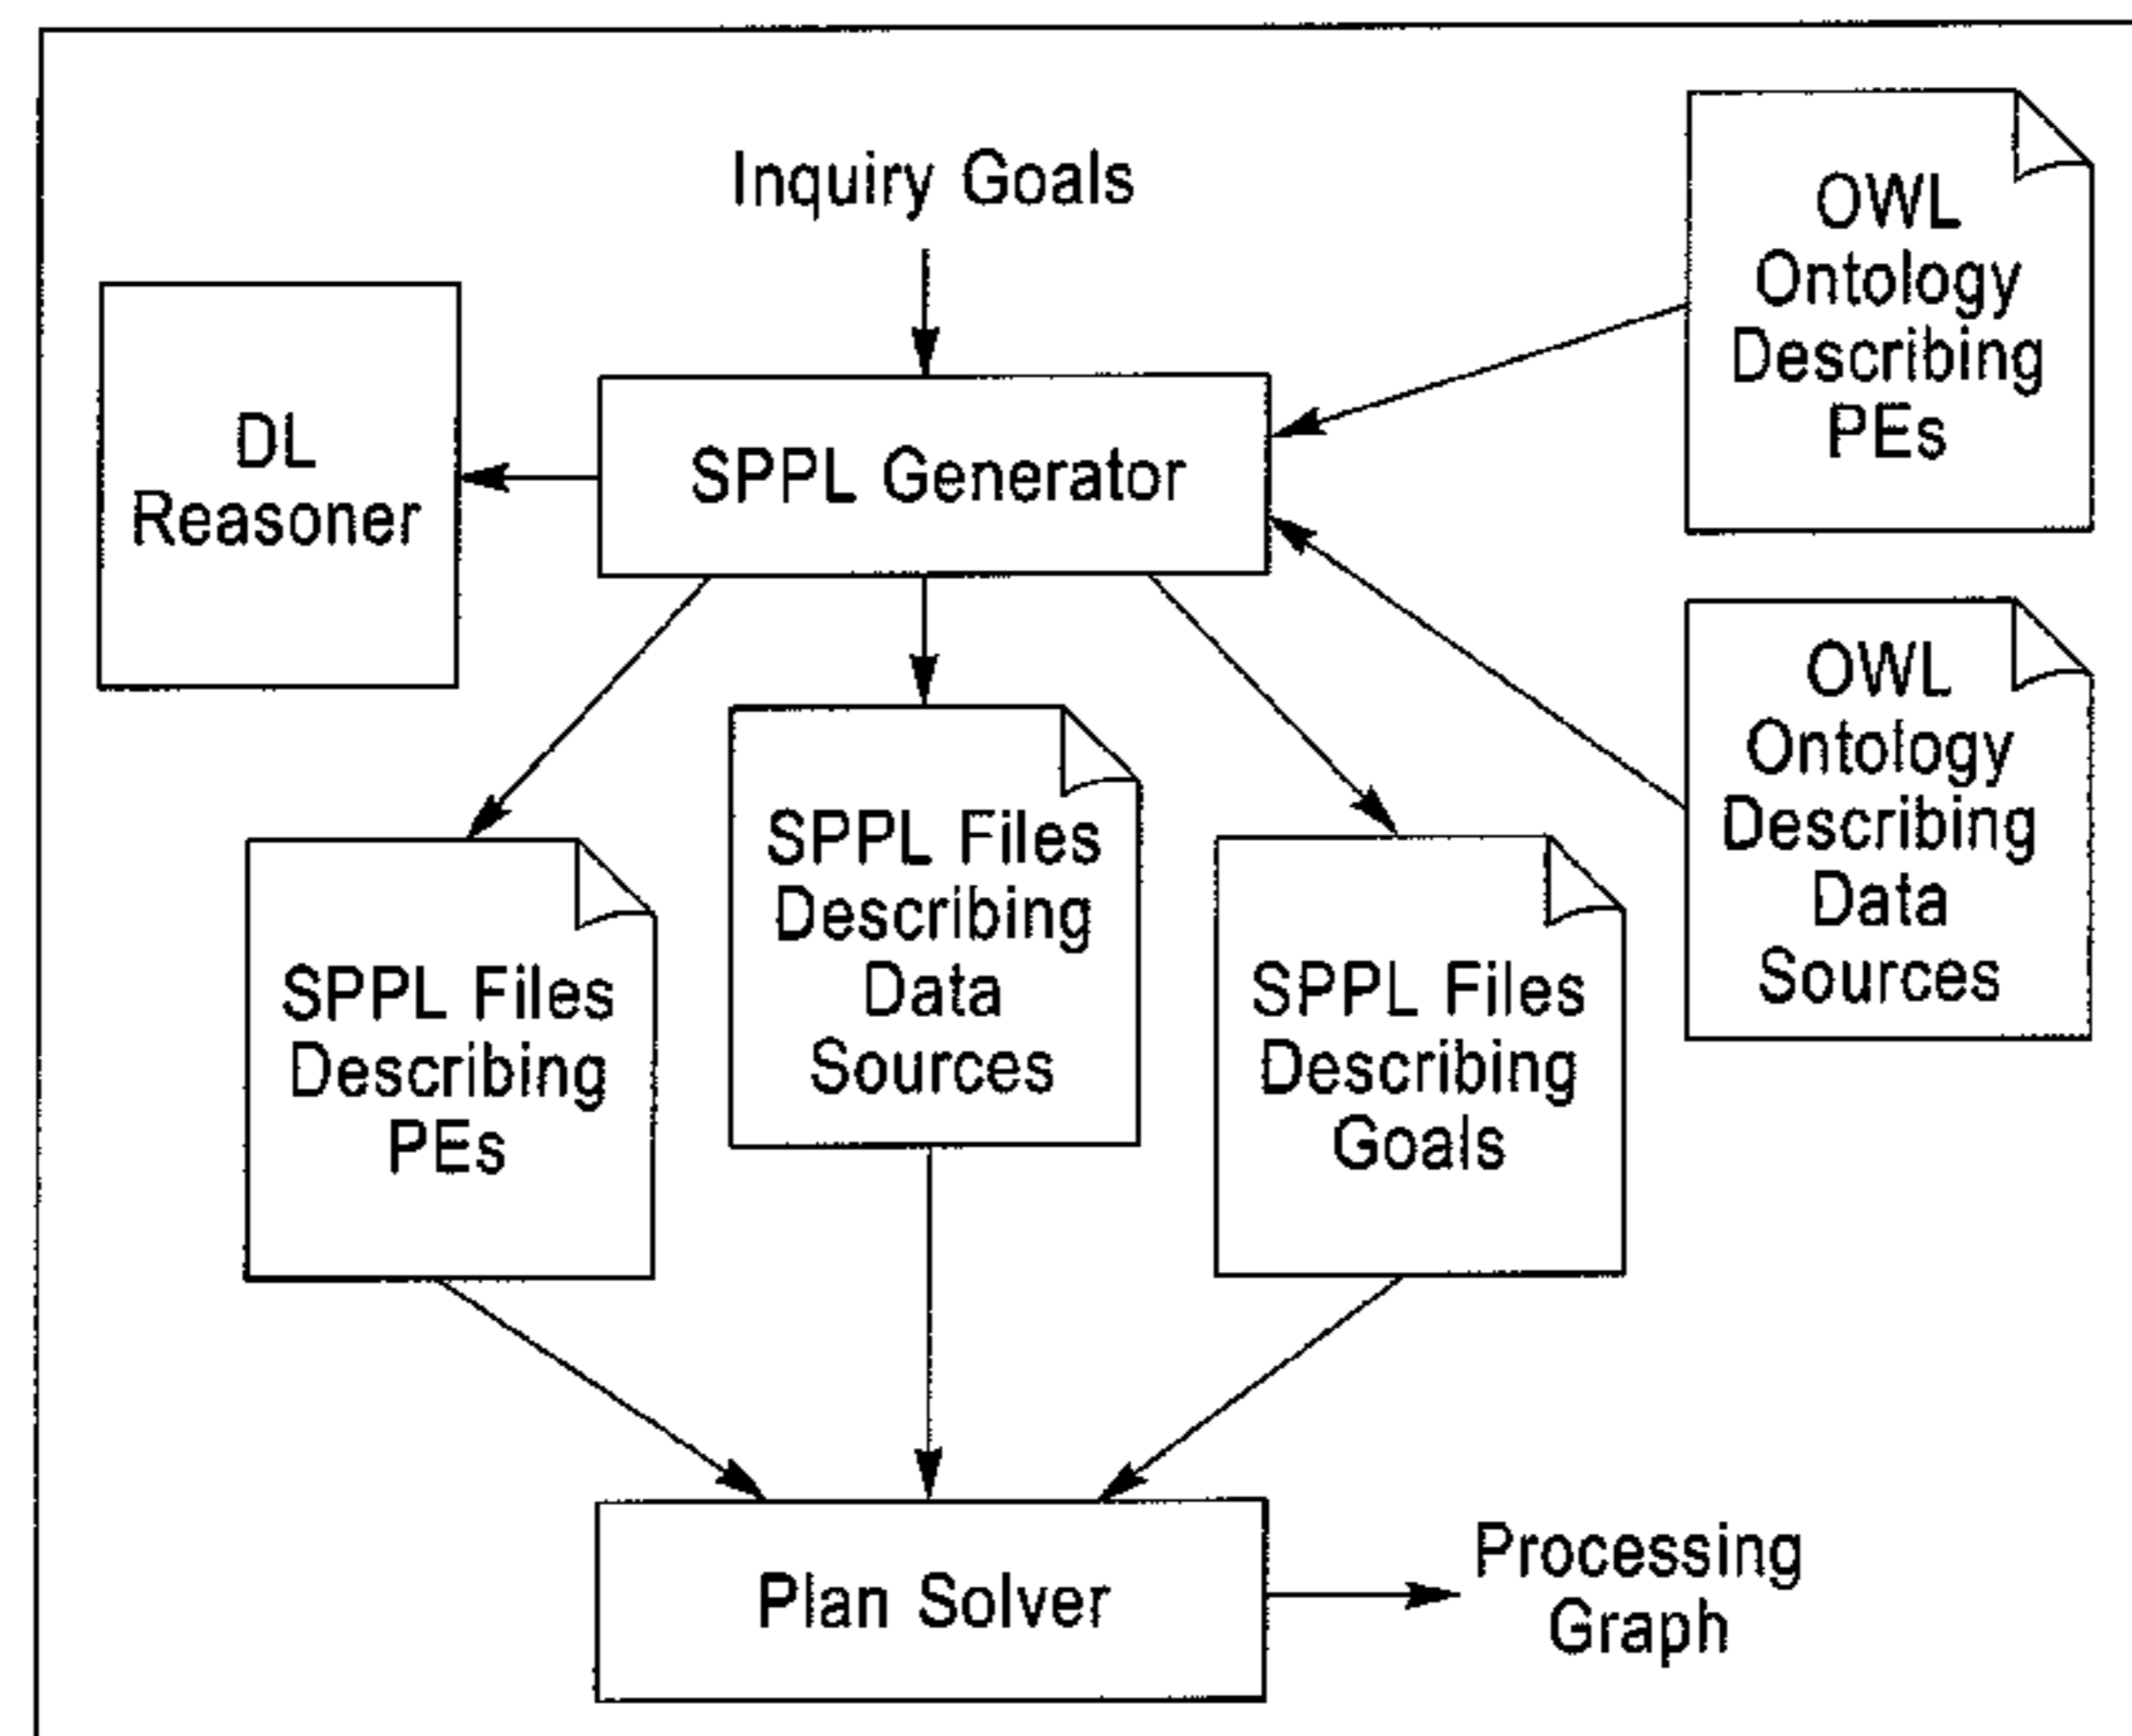 Inquiry Goals
OWL
Ontology
Describing
PEs
DL
Reasoner
SPPL Generator
OWL
Ontology
Describing
Data
Sources
SPPL Files
Describing
PEs
SPPL Files
Describing
Data
Sources
SPPL Files
Describing
Goals
Plan Solver
Processing
Graph